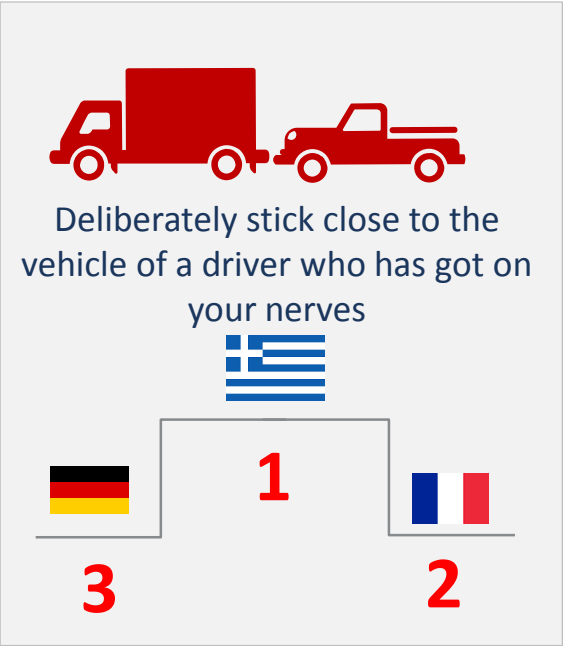 Deliberately stick close to the
vehicle of a driver who has got on
your nerves
1
3
2